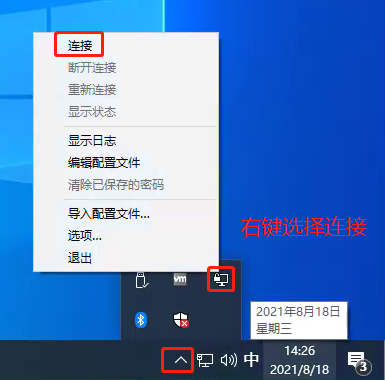 连接
断开连接
重新连接
显示状态
显示日志
编辑配置文件
清除已保存的密码
导入配置文件...
选项...
退出
右键选择连接
vm
2021年8月18日
星期三
中
14:26
2021/8/18
3